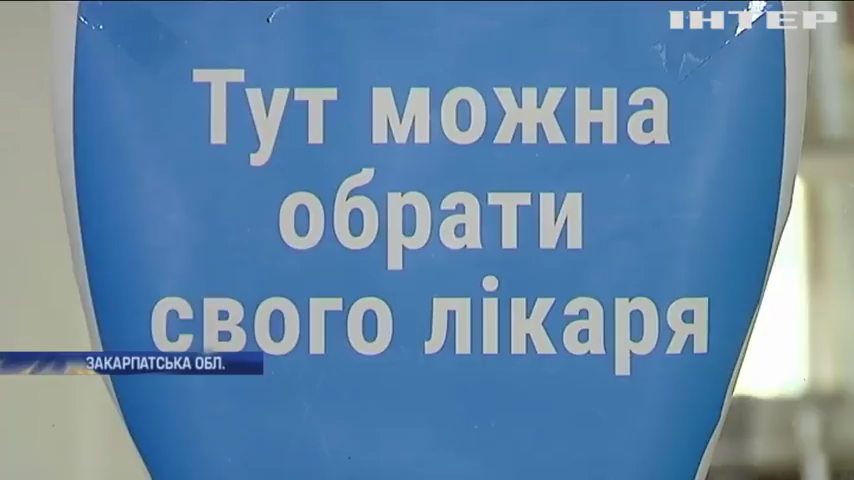 ІНТЕР
Тут можна
обрати
свого лікаря
ЗАКАРПАТСЬКА ОБЛ.